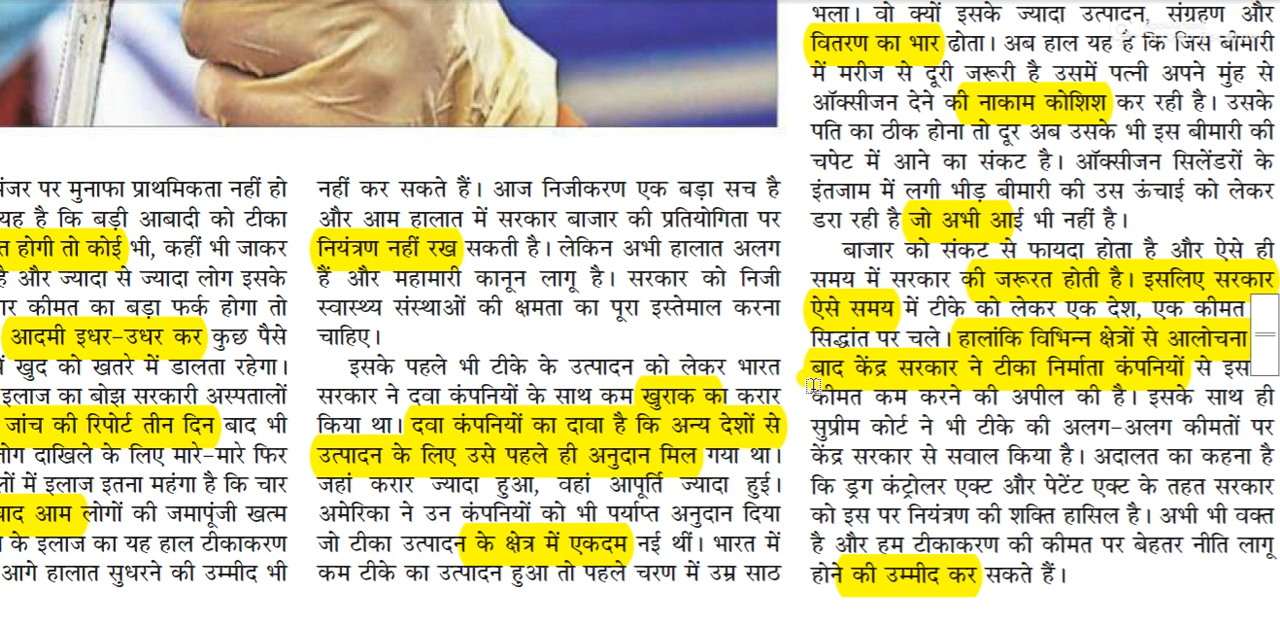 मंजर पर मुनाफा प्राथमिकता नहीं हो
यह है कि बड़ी आबादी को टीका
होगी तो कोई भी, कहीं भी जाकर
है और ज्यादा से ज्यादा लोग इसके
कीमत का बड़ा फर्क होगा तो
आदमी इधर-उधर कर कुछ पैसे
खुद को खतरे में डालता रहेगा।
इलाज का बोझ सरकारी अस्पतालों
जांच की रिपोर्ट तीन दिन बाद भी
लोग दाखिले के लिए मारे-मारे फिर
में इलाज इतना महंगा है कि चार
बाद आम लोगों की जमापूंजी खत्म
के इलाज का यह हाल टीकाकरण
आगे हालात सुधरने की उम्मीद भी
नहीं कर सकते हैं। आज निजीकरण एक बड़ा सच है
और आम हालात में सरकार बाजार की प्रतियोगिता पर
नियंत्रण नहीं रख सकती है। लेकिन अभी हालात अलग
हैं और महामारी कानून लागू है। सरकार को निजी
स्वास्थ्य संस्थाओं की क्षमता का पूरा इस्तेमाल करना
चाहिए।
इसके पहले भी टीके के उत्पादन को लेकर भारत
सरकार ने दवा कंपनियों के साथ कम खुराक का करार
किया था। दवा कंपनियों का दावा है कि अन्य देशों से
उत्पादन के लिए उसे पहले ही अनुदान मिल गया था।
जहां करार ज्यादा हुआ, वहां आपूर्ति ज्यादा हुई।
अमेरिका ने उन कंपनियों को भी पर्याप्त अनुदान दिया
जो टीका उत्पादन के क्षेत्र में एकदम नई थीं। भारत में
कम टीके का उत्पादन हुआ तो पहले चरण में उम्र साठ
भला। वो क्यों इसके ज्यादा उत्पादन, संग्रहण और
वितरण का भार ढोता। अब हाल यह है कि जिस बीमारी
में मरीज से दूरी जरूरी है उसमें पत्नी अपने मुंह से
ऑक्सीजन देने की नाकाम कोशिश कर रही है। उसके
पति का ठीक होना तो दूर अब उसके भी इस बीमारी की
चपेट में आने का संकट है। ऑक्सीजन सिलेंडरों के
इंतजाम में लगी भीड़ बीमारी की उस ऊंचाई को लेकर
डरा रही है जो अभी आई भी नहीं है।
बाजार को संकट से फायदा होता है और ऐसे ही
समय में सरकार की जरूरत होती है। इसलिए सरकार
ऐसे समय में टीके को लेकर एक देश, एक कीमत
सिद्धांत पर चले। हालांकि विभिन्न क्षेत्रों से आलोचना
बाद केंद्र सरकार ने टीका निर्माता कंपनियों से
कीमत कम करने की अपील की है। इसके साथ ही
सुप्रीम कोर्ट ने भी टीके की अलग-अलग कीमतों पर
केंद्र सरकार से सवाल किया है। अदालत का कहना है
कि ड्रग कंट्रोलर एक्ट और पेटेंट एक्ट के तहत सरकार
को इस पर नियंत्रण की शक्ति हासिल है। अभी भी वक्त
है और हम टीकाकरण की कीमत पर बेहतर नीति लागू
होने की उम्मीद कर सकते हैं।